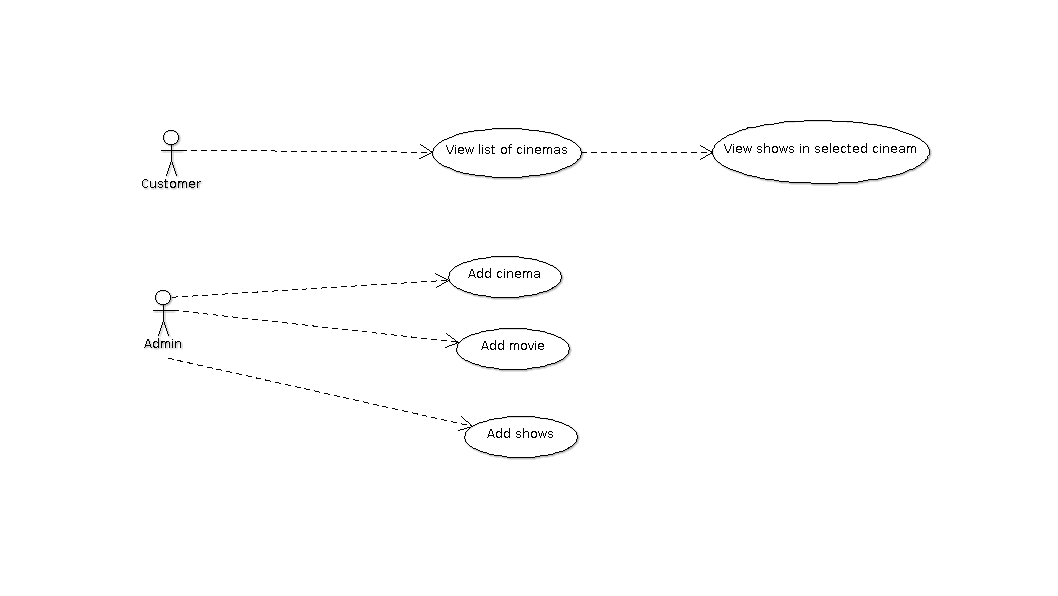 View list of cinemas
View shows in selected cineam
Customer
Add cinema
Admin
Add movie
Add shows